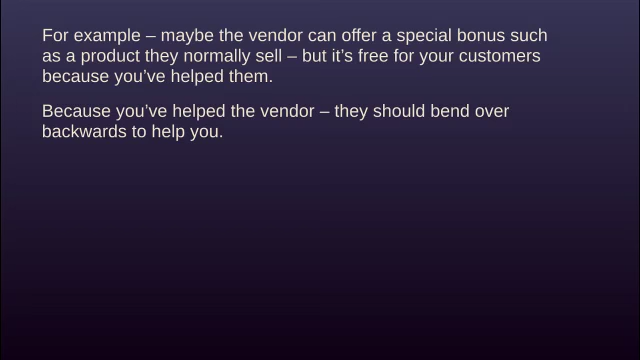 For example – maybe the vendor can offer a special bonus such
as a product they normally sell – but it’s free for your customers
because you’ve helped them.
Because you’ve helped the vendor – they should bend over
backwards to help you.